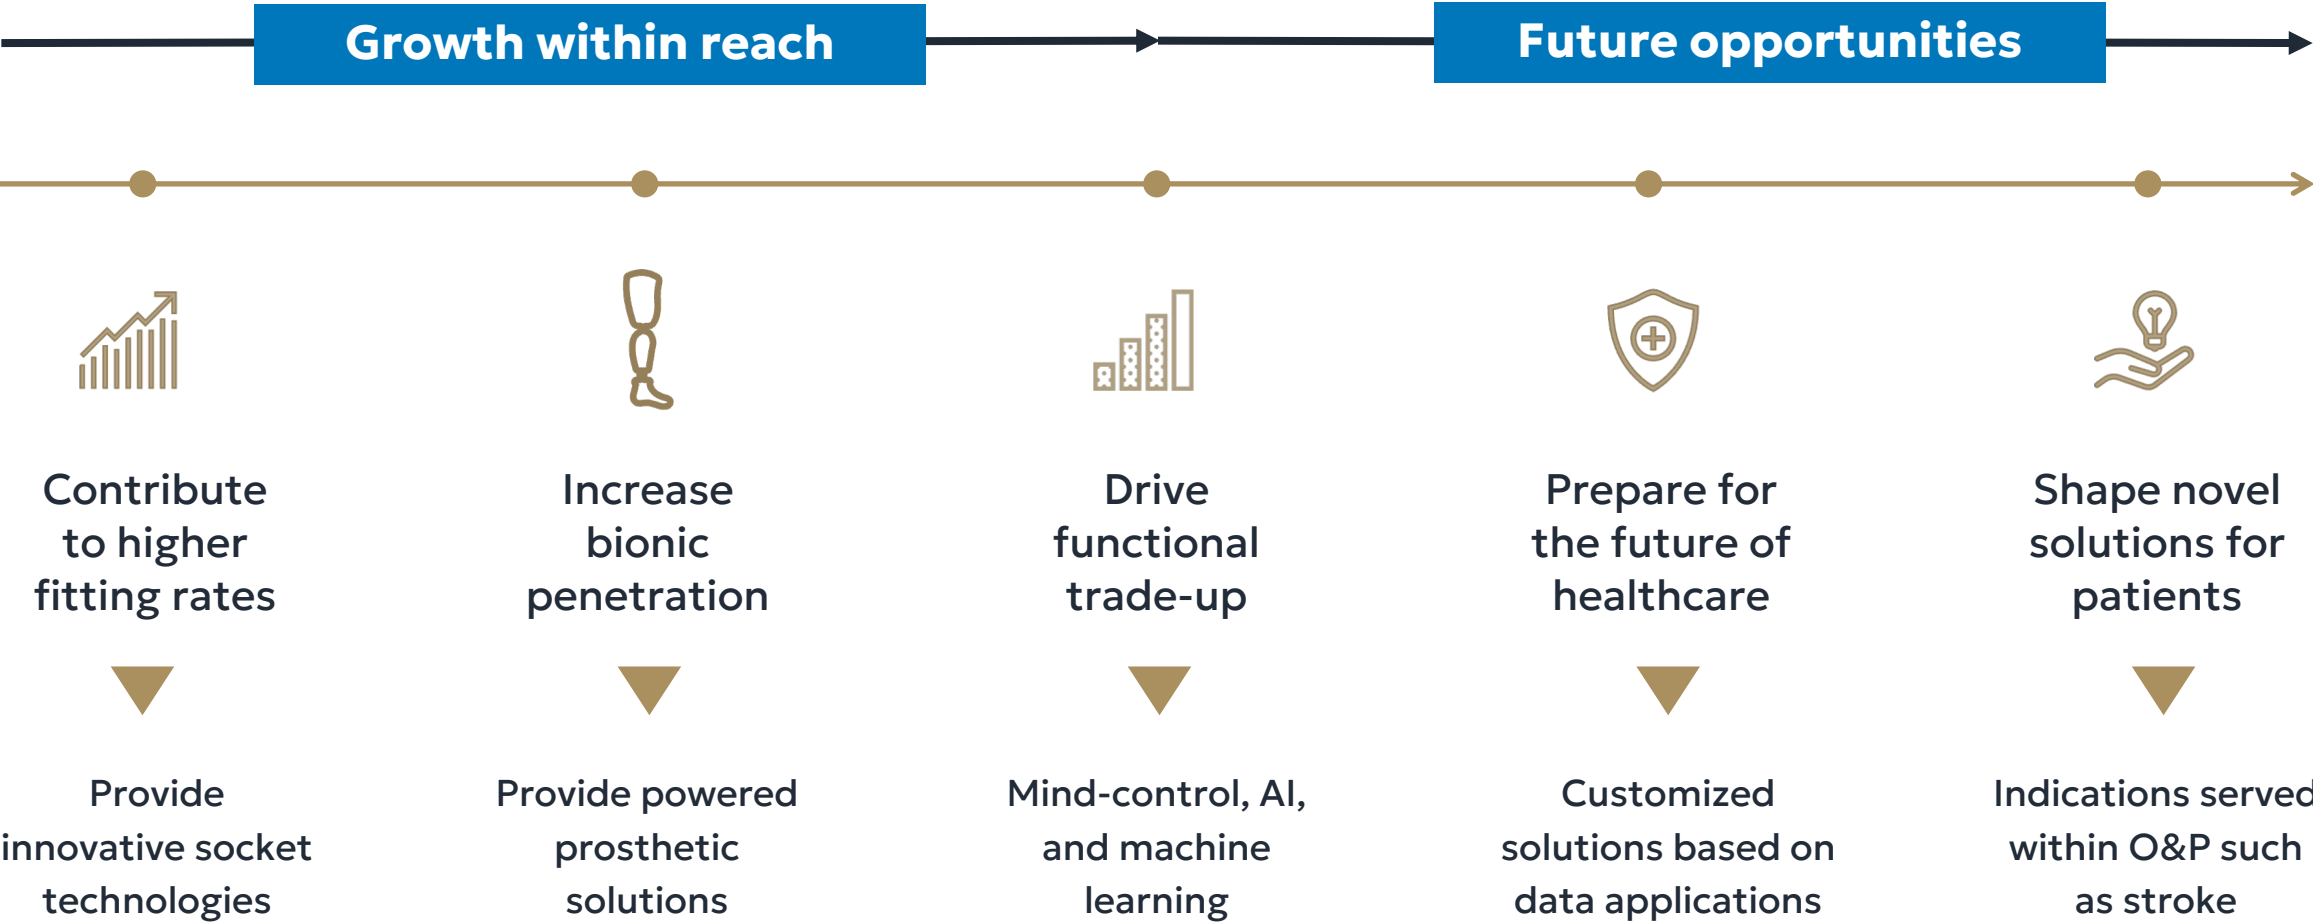 Growth within reach
Future opportunities
Contribute
to higher
fitting rates
Increase
bionic
penetration
Drive
functional
trade-up
Prepare for
the future of
healthcare
Shape novel
solutions for
patients
Provide
innovative socket
technologies
Provide powered
prosthetic
solutions
Mind-control, AI,
and machine
learning
Customized
solutions based on
data applications
Indications served
within O&P such
as stroke